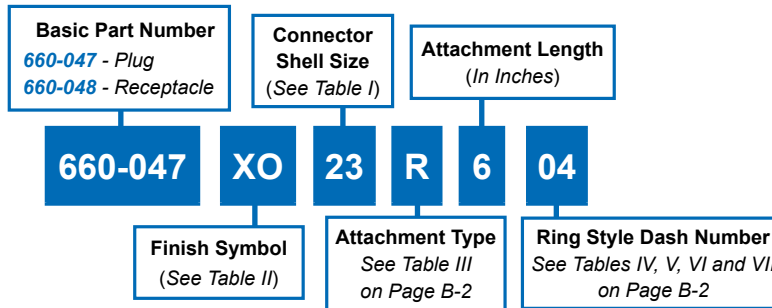 Basic Part Number
660-047 - Plug
660-048 - Receptacle
Connector
Shell Size
(See Table I)
Attachment Length
(In Inches)
660-047 XO 23 R 6 04
Finish Symbol
(See Table II)
Attachment Type
See Table III
on Page B-2
Ring Style Dash Number
See Tables IV, V, VI and VII
on Page B-2